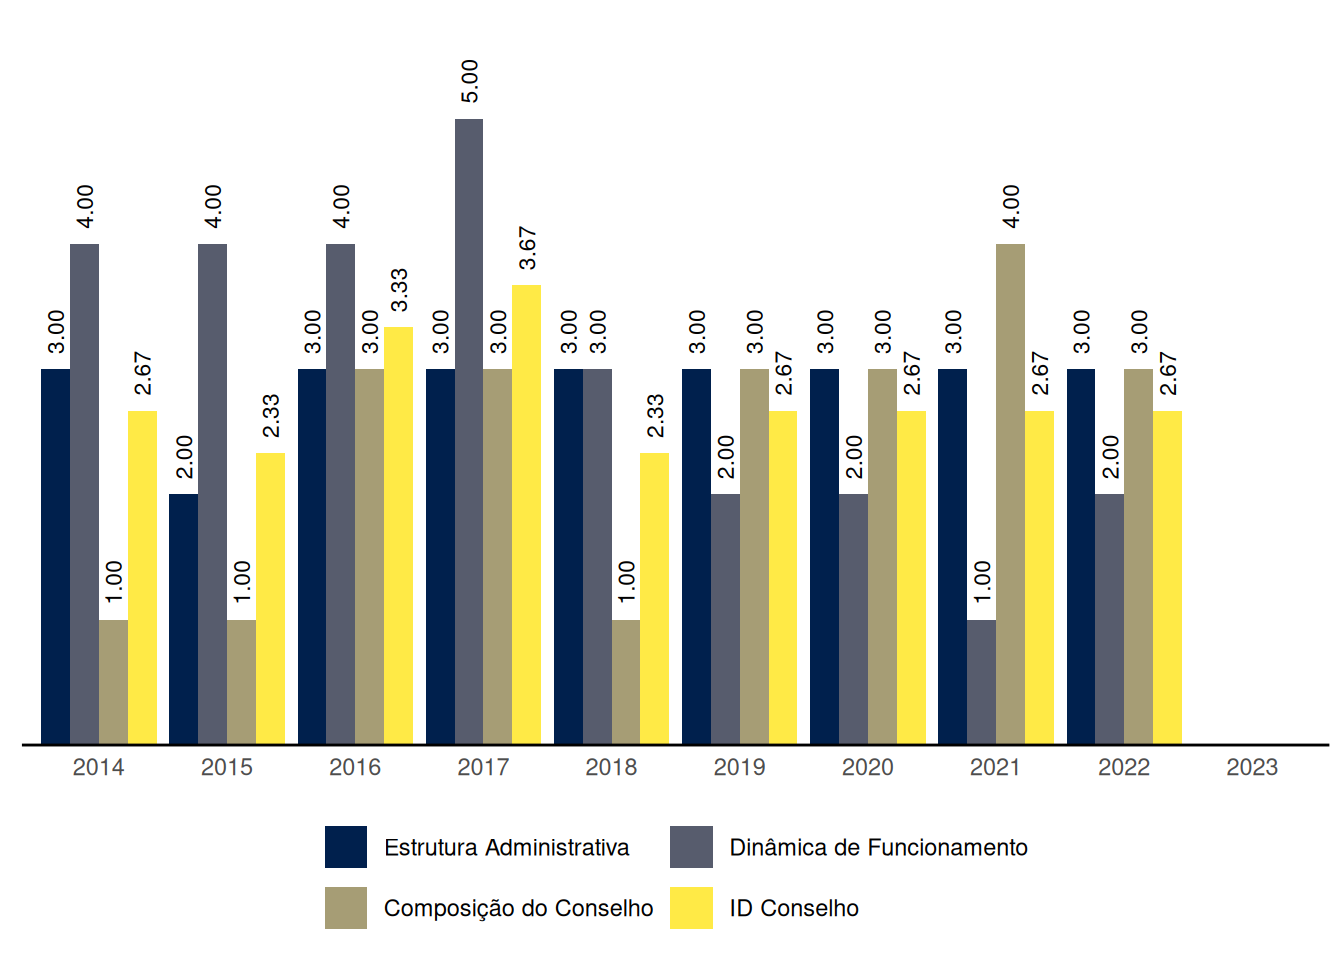 5.00
4.00 4.00 4.00 4.00
3.67
3.33
3.00 3.00 3.00 3.00 3.00 3.00 3.00 3.00 3.00 3.00 3.00 3.00 3.00 3.00
2.67 2.67 2.67 2.67 2.67
2.33 2.33
2.00 2.00 2.00 2.00
1.00 1.00 1.00 1.00
2014 2015 2016 2017 2018 2019 2020 2021 2022 2023
Estrutura Administrativa Dinâmica de Funcionamento
Composição do Conselho ID Conselho